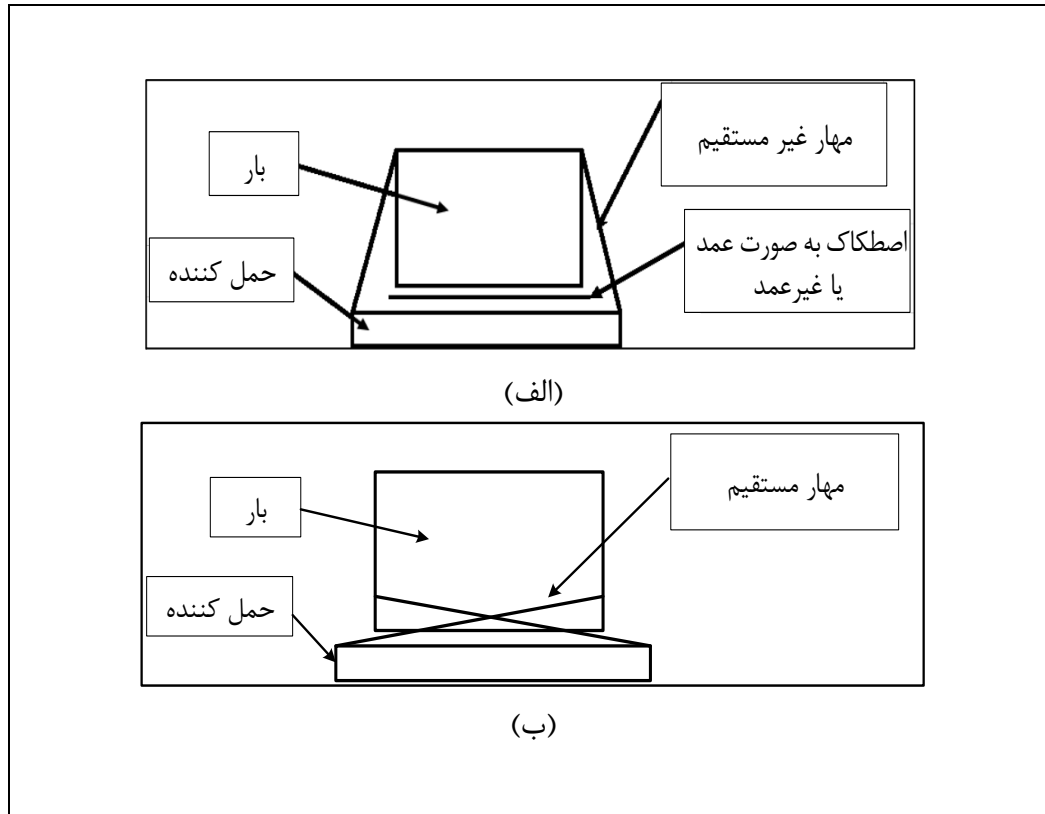 مهار غیر مستقیم
بار
اصطکاک به صورت عمد
یا غیرعمد
حمل کننده
(الف)
مهار مستقیم
بار
حمل کننده
(ب)